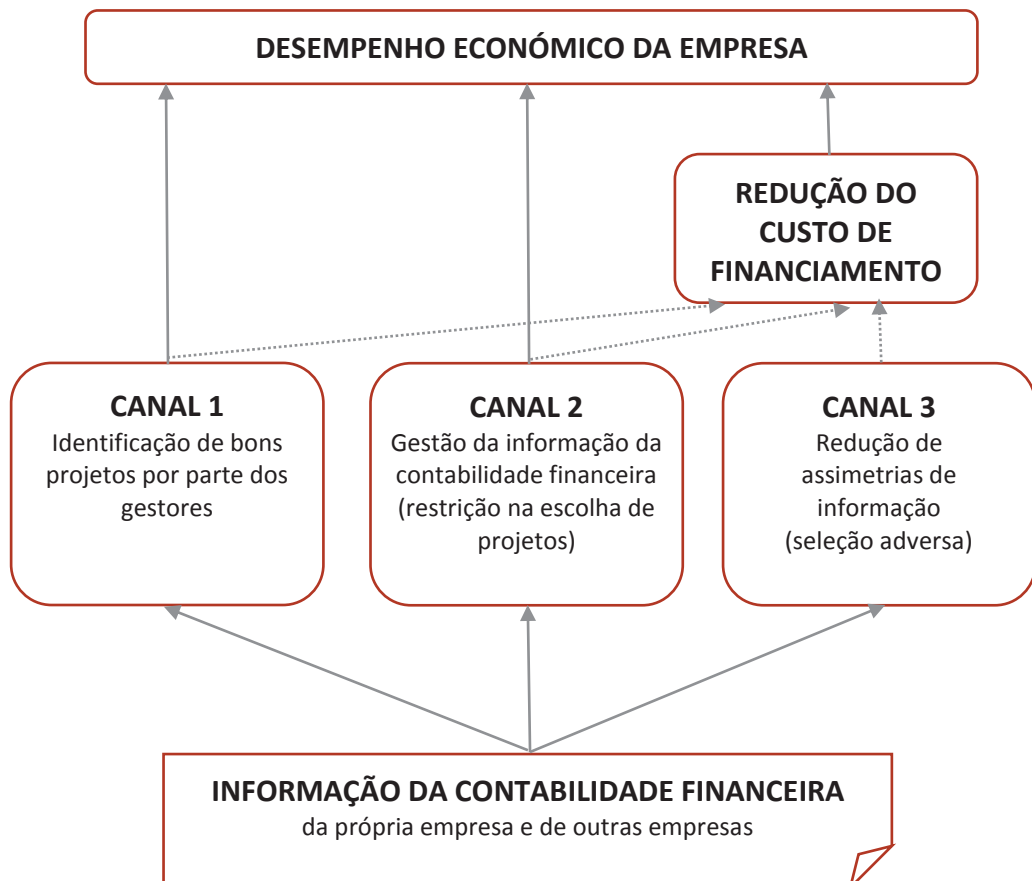 DESEMPENHO ECONÓMICO DA EMPRESA
REDUÇÃO DO
CUSTO DE
FINANCIAMENTO
CANAL 1
Identificação de bons
projetos por parte dos
gestores
CANAL 2
Gestão da informação da
contabilidade financeira
(restrição na escolha de
projetos)
CANAL 3
Redução de
assimetrias de
informação
(seleção adversa)
INFORMAÇÃO DA CONTABILIDADE FINANCEIRA
da própria empresa e de outras empresas